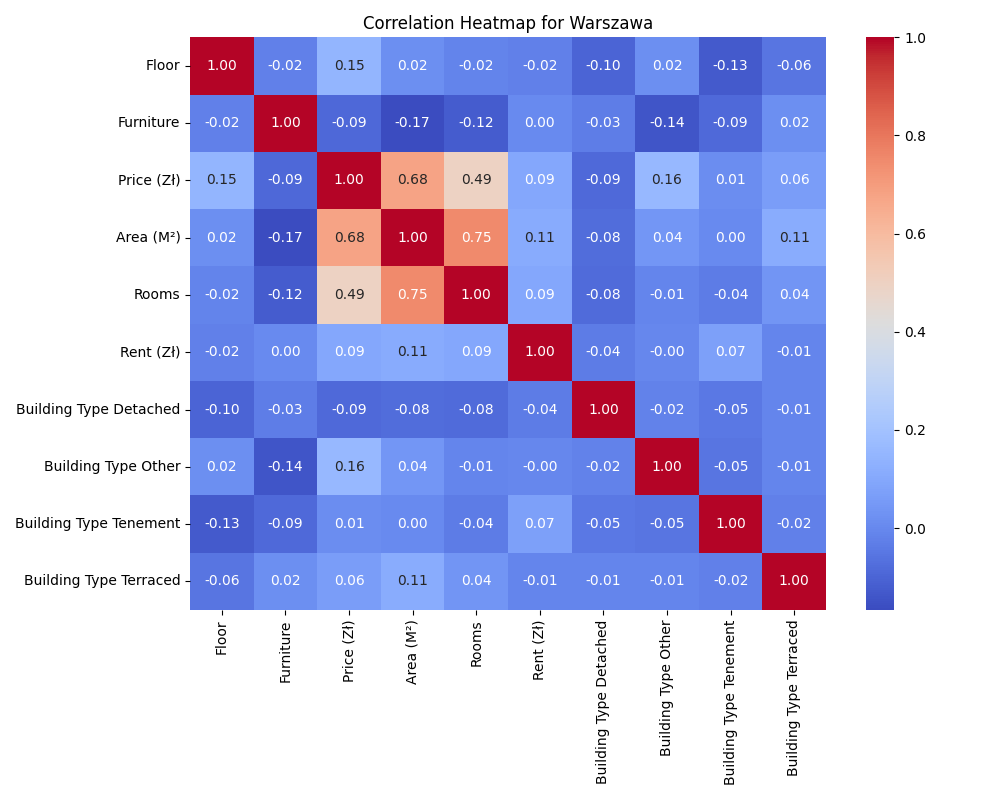 Correlation Heatmap for Warszawa
Floor 1.00 -0.02 0.15 0.02 -0.02 -0.02 -0.10 0.02 -0.13 -0.06
Furniture -0.02 1.00 -0.09 -0.17 -0.12 0.00 -0.03 -0.14 -0.09 0.02
Price (Zł) 0.15 -0.09 1.00 0.68 0.49 0.09 -0.09 0.16 0.01 0.06
Area (M²) 0.02 -0.17 0.68 1.00 0.75 0.11 -0.08 0.04 0.00 0.11
Rooms -0.02 -0.12 0.49 0.75 1.00 0.09 -0.08 -0.01 -0.04 0.04
Rent (Zł) -0.02 0.00 0.09 0.11 0.09 1.00 -0.04 -0.00 0.07 -0.01
Building Type Detached -0.10 -0.03 -0.09 -0.08 -0.08 -0.04 1.00 -0.02 -0.05 -0.01
Building Type Other 0.02 -0.14 0.16 0.04 -0.01 -0.00 -0.02 1.00 -0.05 -0.01
Building Type Tenement -0.13 -0.09 0.01 0.00 -0.04 0.07 -0.05 -0.05 1.00 -0.02
Building Type Terraced -0.06 0.02 0.06 0.11 0.04 -0.01 -0.01 -0.01 -0.02 1.00
Floor
Furniture
Price (Zł)
Area (M²)
Rooms
Rent (Zł)
Building Type Detached
Building Type Other
Building Type Tenement
Building Type Terraced
1.0
0.8
0.6
0.4
0.2
0.0